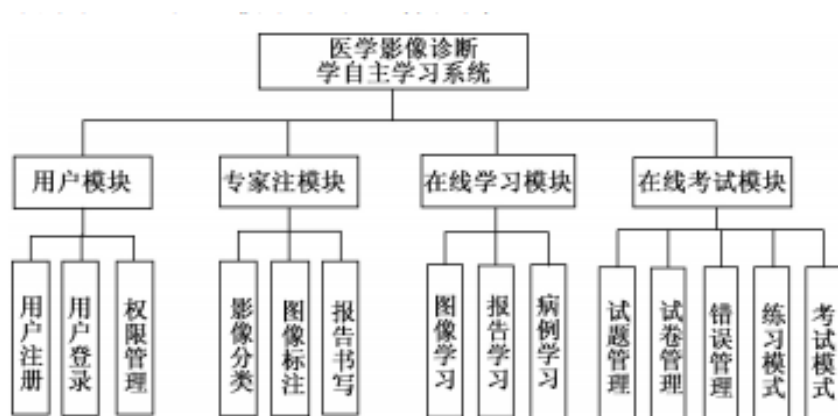 医学影像诊断
学自主学习系统
用户模块
专家注模块
在线学习模块
在线考试模块
用户注册
用户登录
权限管理
影像分类
图像标注
报告书写
图像学习
报告学习
病例学习
试题管理
试卷管理
错误管理
练习模式
考试模式